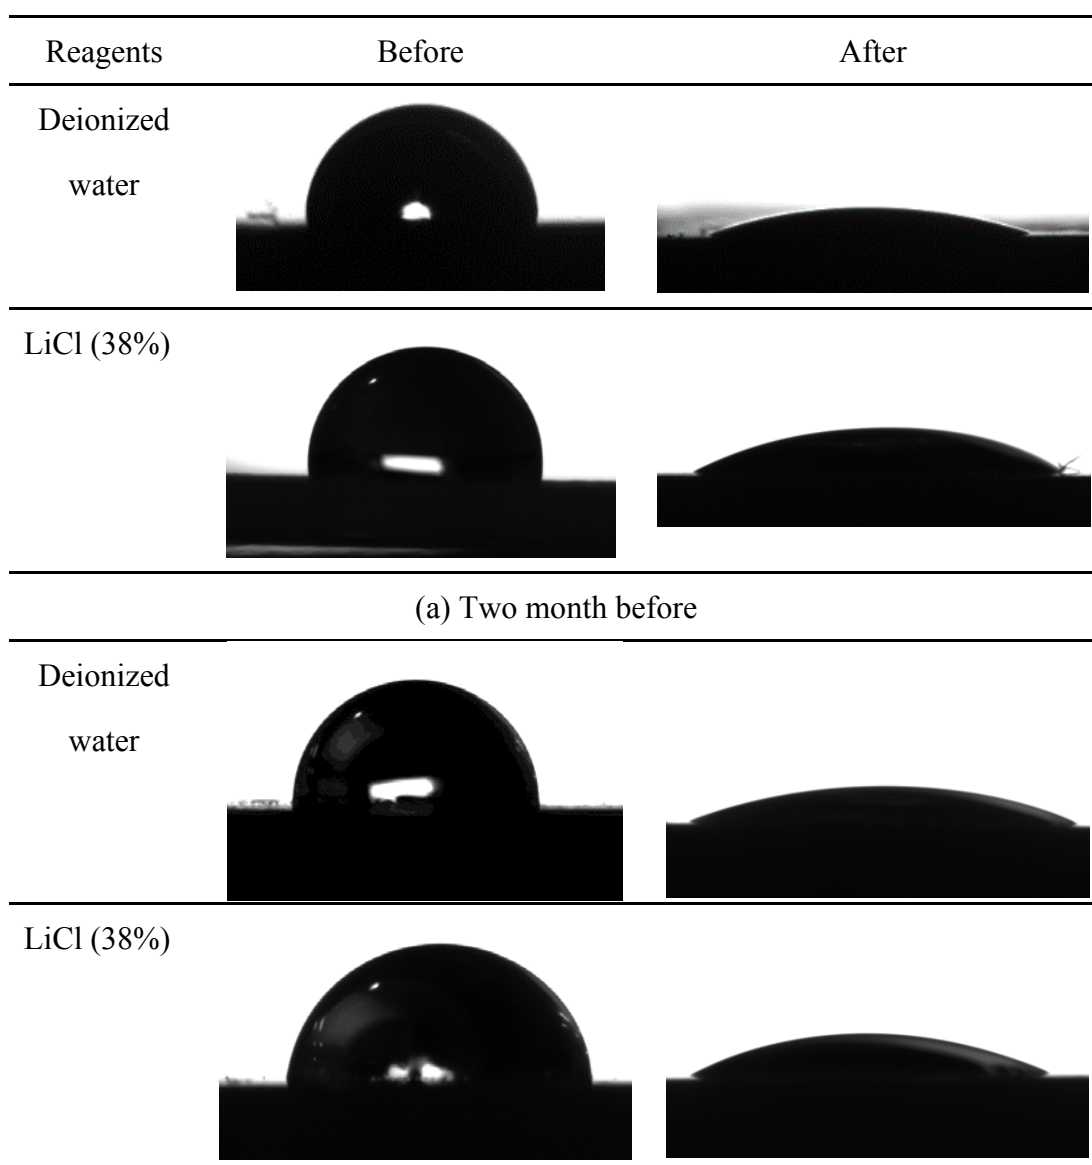 Reagents Before After
Deionized
water
LiCl (38%)
(a) Two month before
Deionized
water
LiCl (38%)